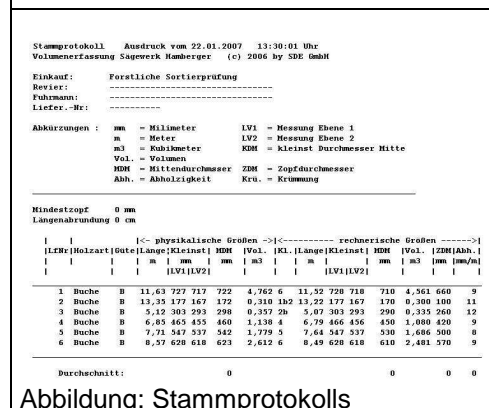 Stammprotokoll Ausdruck vom 22.01.2007 13:30:01 Uhr
Volumenerfassung Sägewerk Hamberger (c) 2006 by SDE GmbH
Einkauf: Forstliche Sortierprüfung
Revier: --------------------------------
Fuhrmann: --------------------------------
Liefer.-Nr: ----------
Abkürzungen : mm = Milimeter LV1 = Messung Ebene 1
m = Meter LV2 = Messung Ebene 2
m3 = Kubikmeter KDM = kleinst Durchmesser Mitte
Vol. = Volumen
MDM = Mittendurchmsser ZDM = Zopfdurchmesser
Abh. = Abholzigkeit Krü. = Krümmung
Mindestzopf 0 mm
Längenabrundung 0 cm
| | |<- physikalische Größen ->|<---------- rechnerische Größen ------>|
|LfNr|Holzart|Güte|Länge|Kleinst| MDM |Vol. |Kl.|Länge|Kleinst| MDM |Vol. |ZDM|Abh.|
| | | | m | mm | mm | m3 | | m | mm | mm | m3 |mm |mm/m|
| | | | |LV1|LV2| | | | |LV1|LV2| | | | |
1 Buche B 11,63 727 717 722 4,762 6 11,52 728 718 710 4,561 660 9
2 Buche B 13,35 177 167 172 0,310 1b2 13,22 177 167 170 0,300 100 11
3 Buche B 5,12 303 293 298 0,357 2b 5,07 303 293 290 0,335 260 12
4 Buche B 6,85 465 455 460 1,138 4 6,79 466 456 450 1,080 420 9
5 Buche B 7,71 547 537 542 1,779 5 7,64 547 537 530 1,686 500 8
6 Buche B 8,57 628 618 623 2,612 6 8,49 628 618 610 2,481 570 9
Durchschnitt: 0 0 0 0
Abbildung: Stammprotokolls